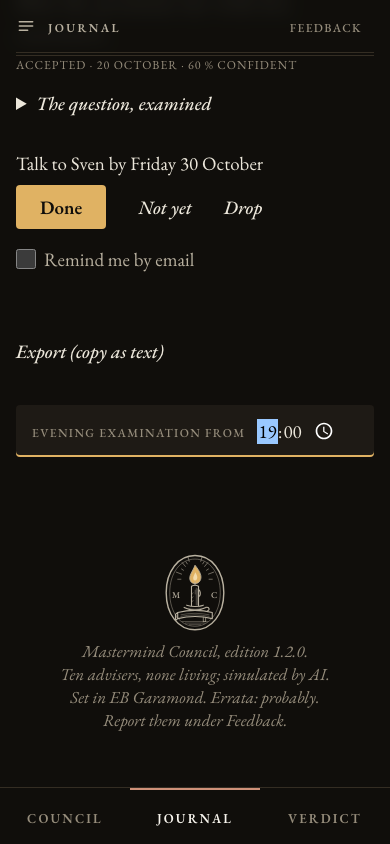 JOURNAL
FEEDBACK
ACCEPTED · 20 OCTOBER · 60 % CONFIDENT
The question, examined
Talk to Sven by Friday 30 October
Done
Not yet
Drop
Remind me by email
Export (copy as text)
EVENING EXAMINATION FROM 19:00
M C
Mastermind Council, edition 1.2.0.
Ten advisers, none living; simulated by AI.
Set in EB Garamond. Errata: probably.
Report them under Feedback.
COUNCIL
JOURNAL
VERDICT